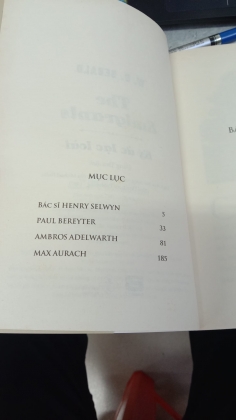 MỤC LỤC
BÁC SĨ HENRY SELWYN 5
PAUL BEREYTER 33
AMBROS ADELWARTH 81
MAX AURACH 185